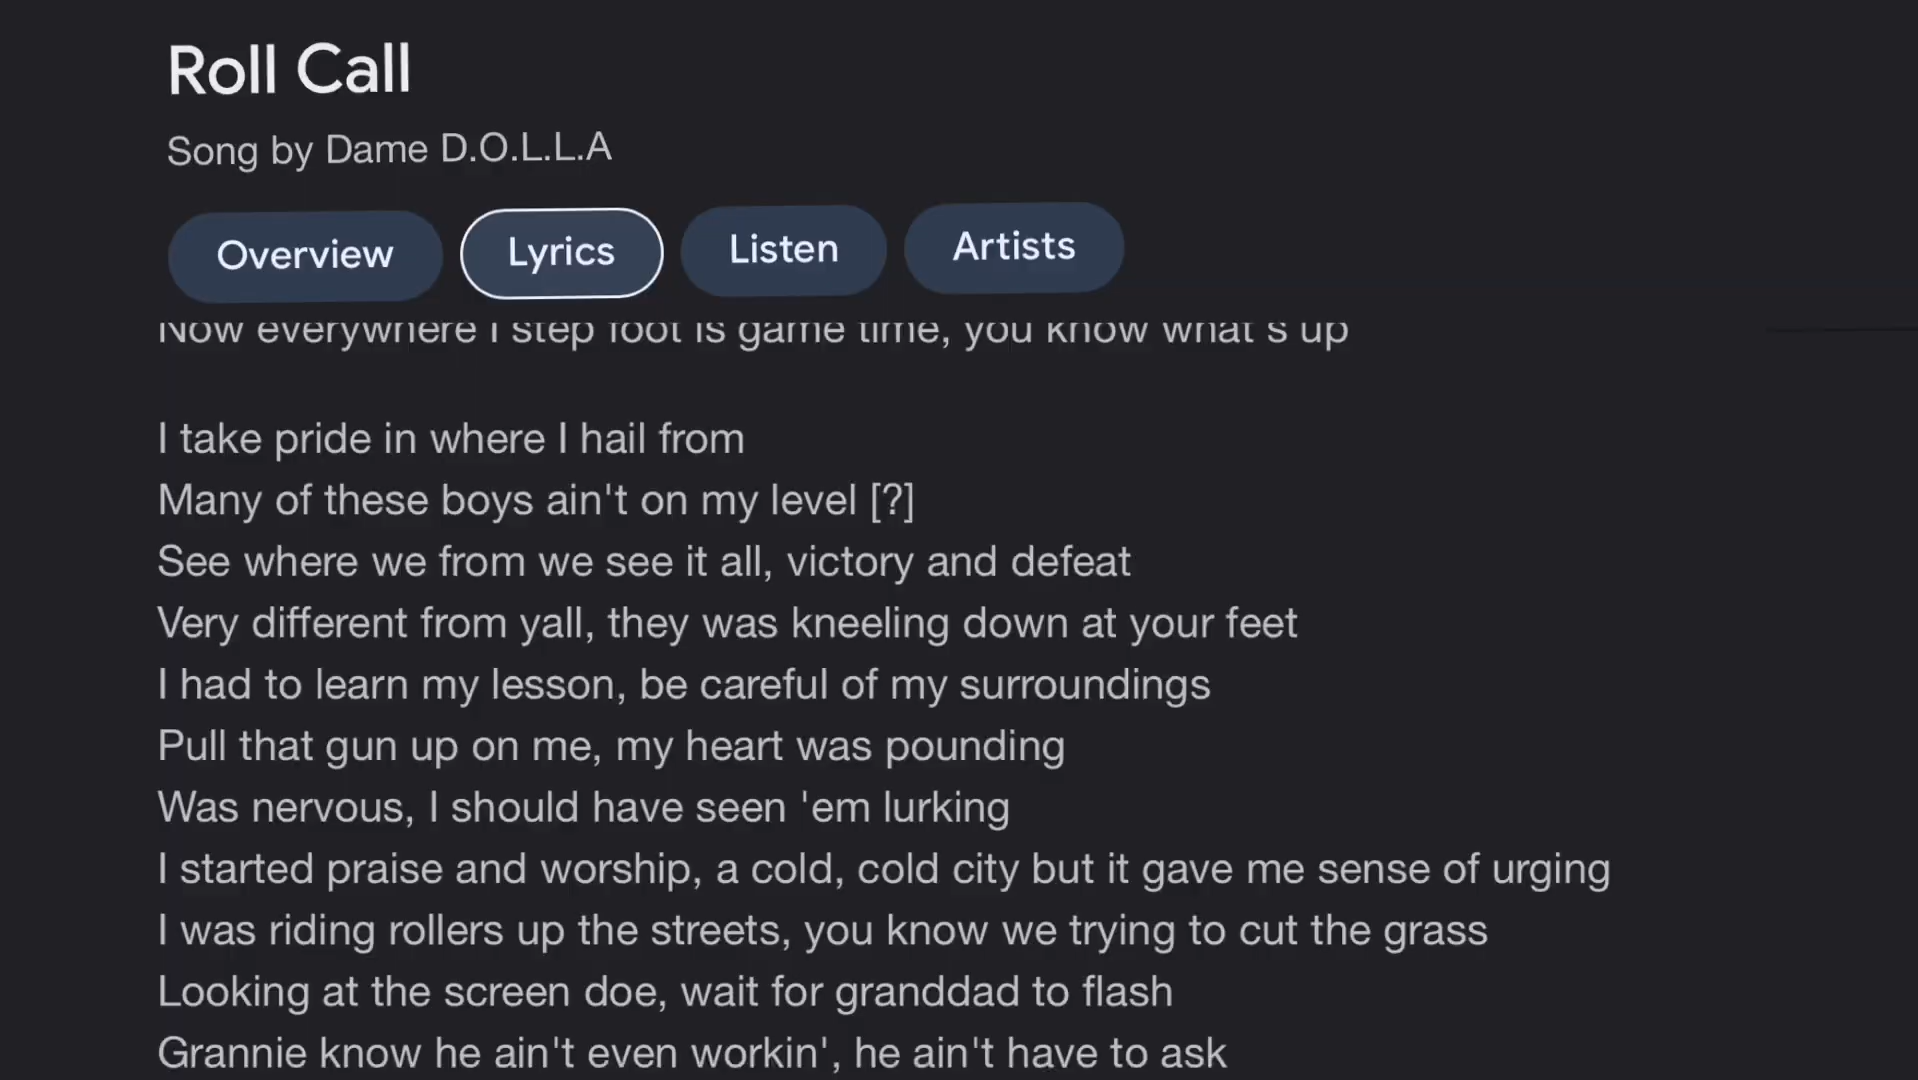 Roll Call
Song by Dame D.O.L.L.A
Overview
Lyrics
Listen
Artists
Now everywhere I step foot is game time, you know what's up
I take pride in where I hail from
Many of these boys ain't on my level [?]
See where we from we see it all, victory and defeat
Very different from yall, they was kneeling down at your feet
I had to learn my lesson, be careful of my surroundings
Pull that gun up on me, my heart was pounding
Was nervous, I should have seen 'em lurking
I started praise and worship, a cold, cold city but it gave me sense of urging
I was riding rollers up the streets, you know we trying to cut the grass
Looking at the screen doe, wait for granddad to flash
Grannie know he ain't even workin', he ain't have to ask